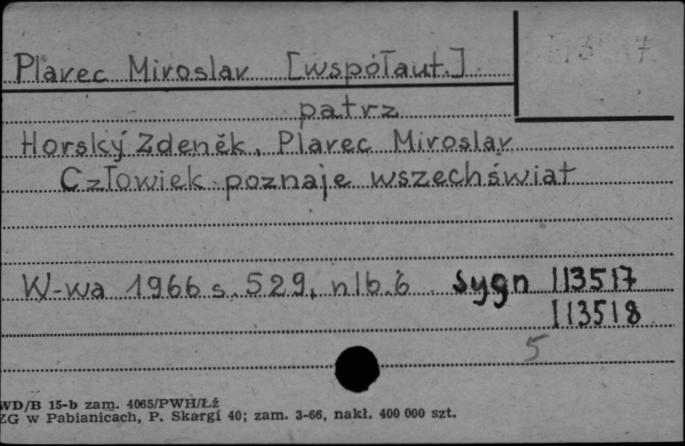 Plavec Miroslav [współaut.]
patrz
Horský Zdeněk, Plavec Miroslav
Człowiek poznaje wszechświat
W-wa 1966 s. 529, nlb. 6 sygn 113517
113518
5
WD/B 15-b zam. 4065/PWH/Łź
ZG w Pabianicach, P. Skargi 40; zam. 3-66, nakł. 400 000 szt.